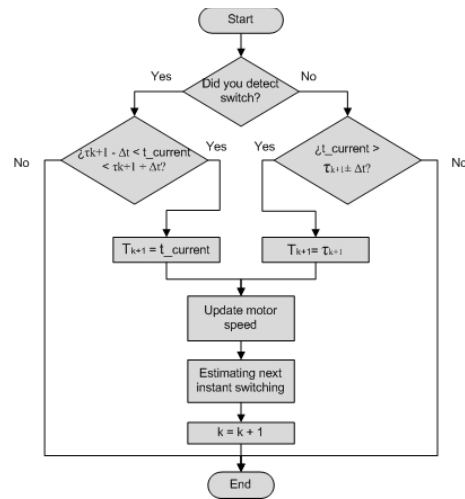 Start
Yes
No
Did you detect
switch?
¿τk+1 - Δt < t_current
< τk+1 + Δt?
¿t_current >
τk+1± Δt?
No
Yes
Yes
No
Tk+1 = t_current
Tk+1= τk+1
Update motor
speed
Estimating next
instant switching
k = k + 1
End